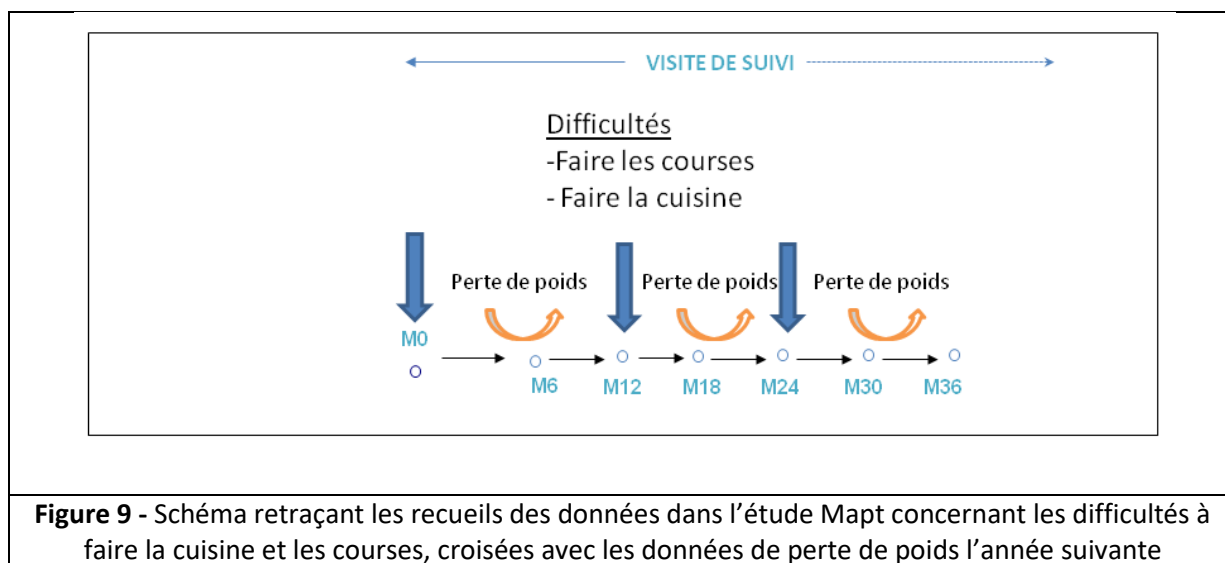 VISITE DE SUIVI
Difficultés
-Faire les courses
- Faire la cuisine
Perte de poids Perte de poids Perte de poids
M0
M6 M12 M18 M24 M30 M36
Figure 9 - Schéma retraçant les recueils des données dans l’étude Mapt concernant les difficultés à
faire la cuisine et les courses, croisées avec les données de perte de poids l’année suivante